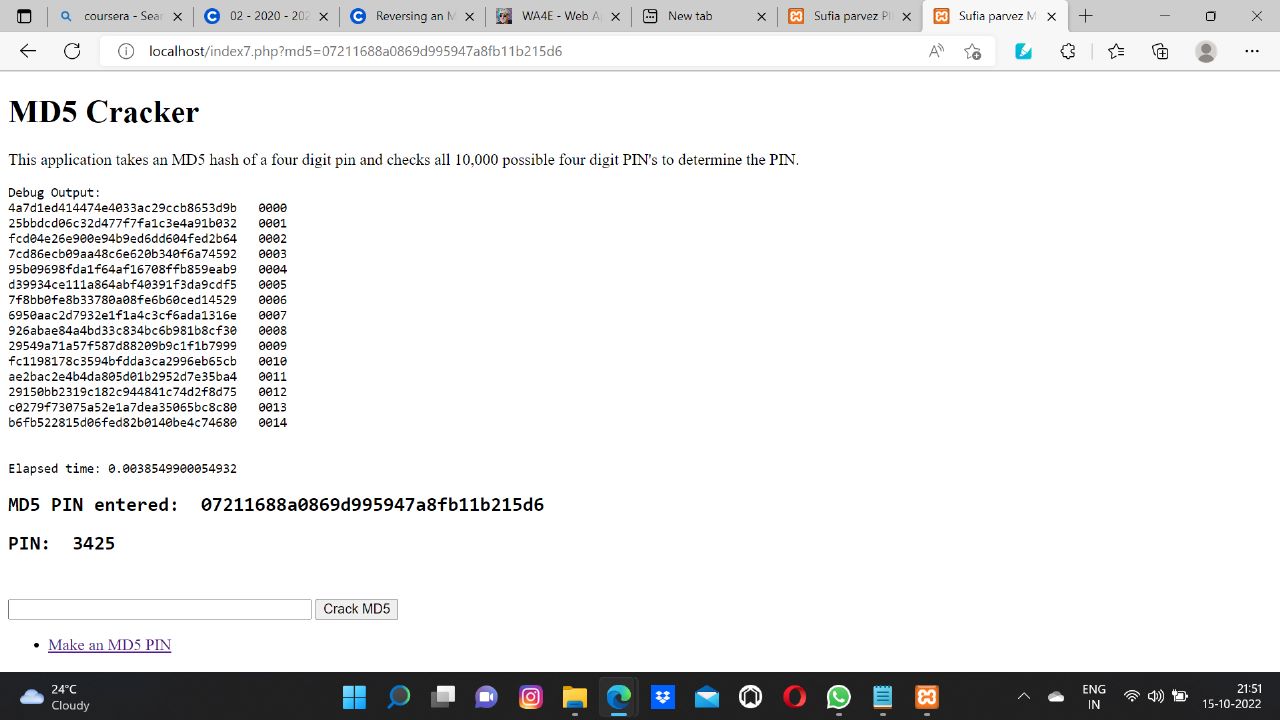 coursera - Sear
03. 2020 - 202
Reversing an M
WA4E - Web A
New tab
Sufia parvez PI
Sufia parvez M
localhost/index7.php?md5=07211688a0869d995947a8fb11b215d6
MD5 Cracker
This application takes an MD5 hash of a four digit pin and checks all 10,000 possible four digit PIN's to determine the PIN.
Debug Output:
4a7d1ed414474e4033ac29ccb8653d9b 0000
25bbdcd06c32d477f7fa1c3e4a91b032 0001
fcd04e26e900e94b9ed6dd604fed2b64 0002
7cd86ecb09aa48c6e620b340f6a74592 0003
95b09698fda1f64af16708ffb859eab9 0004
d39934ce111a864abf40391f3da9cdf5 0005
7f8bb0fe8b33780a08fe6b60ced14529 0006
6950aac2d7932e1f1a4c3cf6ada1316e 0007
926abae84a4bd33c834bc6b981b8cf30 0008
29549a71a57f587d88209b9c1f1b7999 0009
fc1198178c3594bfdda3ca2996eb65cb 0010
ae2bac2e4b4da805d01b2952d7e35ba4 0011
29150bb2319c182c944841c74d2f8d75 0012
c0279f73075a52e1a7dea35065bc8c80 0013
b6fb522815d06fed82b0140be4c74680 0014
Elapsed time: 0.0038549900054932
MD5 PIN entered: 07211688a0869d995947a8fb11b215d6
PIN: 3425
Crack MD5
Make an MD5 PIN
24°C
Cloudy
ENG
IN
21:51
15-10-2022